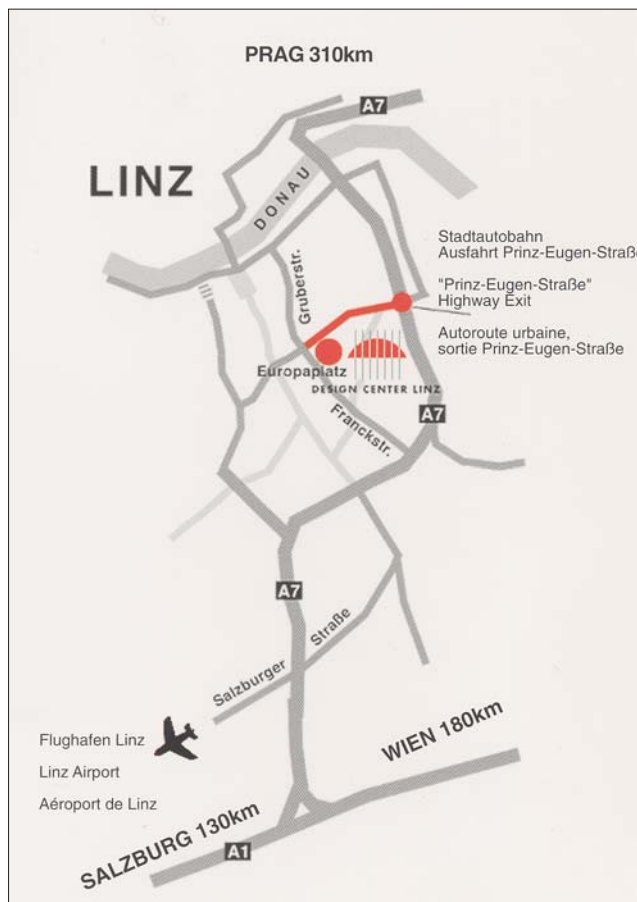 PRAG 310km
A7
LINZ
DONAU
Stadtautobahn
Ausfahrt Prinz-Eugen-Straße
"Prinz-Eugen-Straße"
Highway Exit
Autoroute urbaine,
sortie Prinz-Eugen-Straße
Gruberstr.
Europaplatz
DESIGN CENTER LINZ
Franckstr.
A7
A7
Salzburger Straße
Flughafen Linz
Linz Airport
Aéroport de Linz
WIEN 180km
SALZBURG 130km
A1